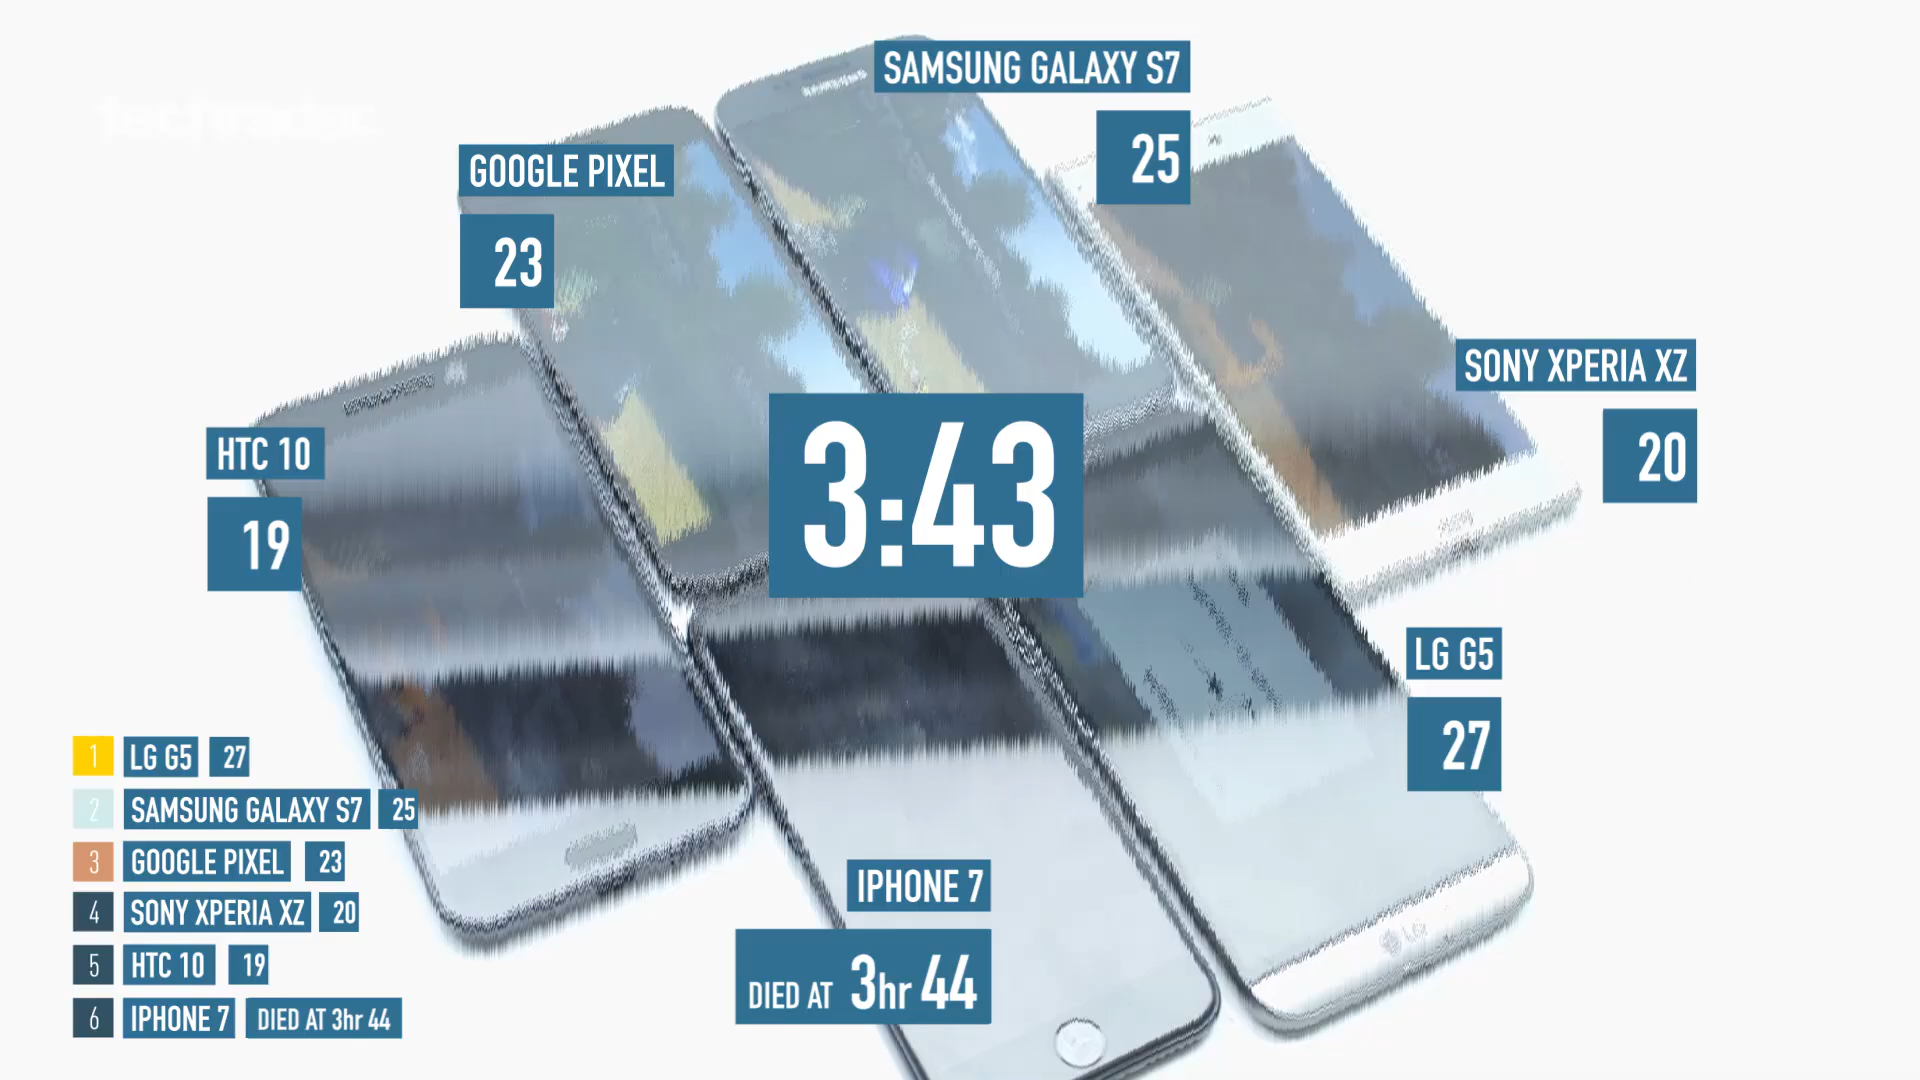 techradar.
SAMSUNG GALAXY S7
25
GOOGLE PIXEL
23
SONY XPERIA XZ
20
HTC 10
19
3:43
LG G5
27
IPHONE 7
DIED AT 3hr 44
LG
1 LG G5 27
2 SAMSUNG GALAXY S7 25
3 GOOGLE PIXEL 23
4 SONY XPERIA XZ 20
5 HTC 10 19
6 IPHONE 7 DIED AT 3hr 44